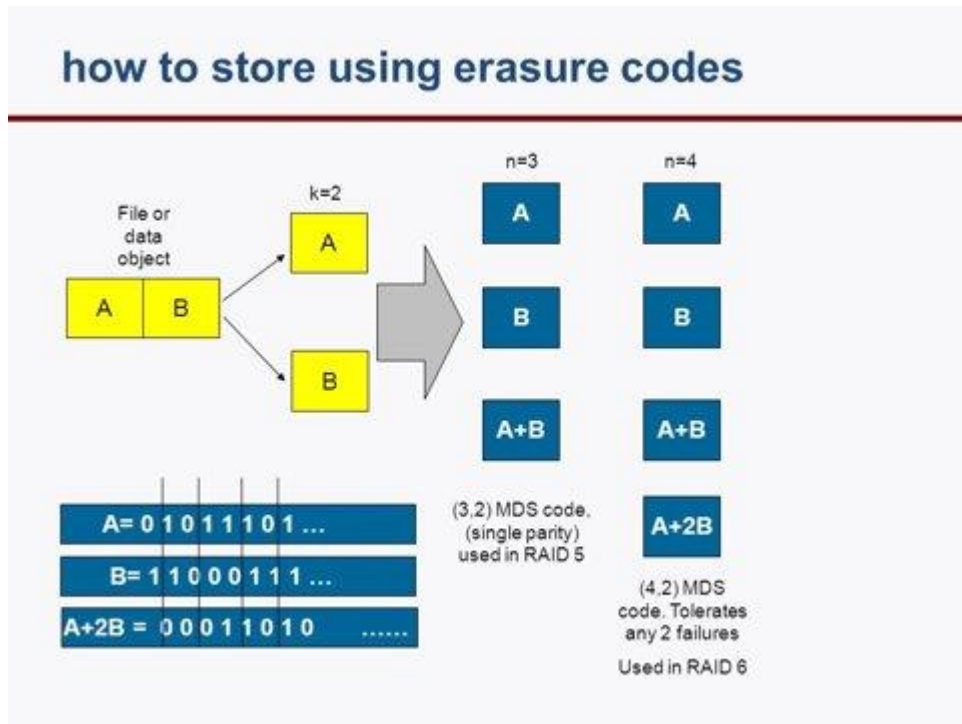 how to store using erasure codes
File or
data
object
A B
k=2
A
B
n=3
A
B
A+B
(3,2) MDS code,
(single parity)
used in RAID 5
n=4
A
B
A+B
A+2B
(4,2) MDS
code. Tolerates
any 2 failures
Used in RAID 6
A= 0 1 0 1 1 1 0 1 ...
B= 1 1 0 0 0 1 1 1 ...
A+2B = 0 0 0 1 1 0 1 0 ......